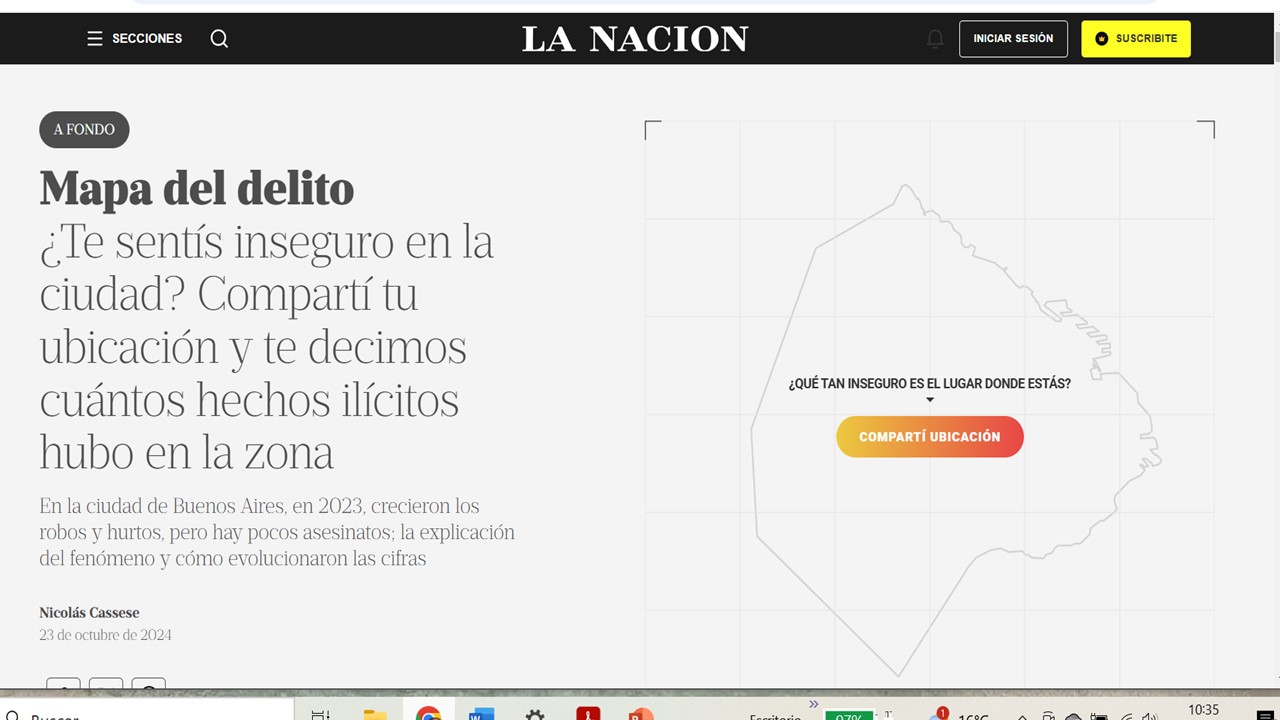 SECCIONES
LA NACION
INICIAR SESIÓN
SUSCRIBITE
A FONDO
Mapa del delito
¿Te sentís inseguro en la
ciudad? Compartí tu
ubicación y te decimos
cuántos hechos ilícitos
hubo en la zona
En la ciudad de Buenos Aires, en 2023, crecieron los
robos y hurtos, pero hay pocos asesinatos; la explicación
del fenómeno y cómo evolucionaron las cifras
Nicolás Cassese
23 de octubre de 2024
¿QUÉ TAN INSEGURO ES EL LUGAR DONDE ESTÁS?
COMPARTÍ UBICACIÓN
Buscar
Escritorio
97%
1
16°C
10:35